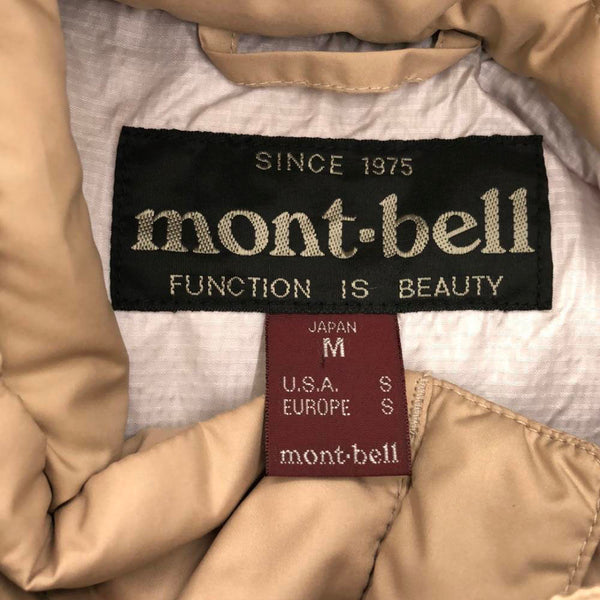 SINCE 1975
mont-bell
FUNCTION IS BEAUTY
JAPAN
M
U.S.A. S
EUROPE S
mont-bell